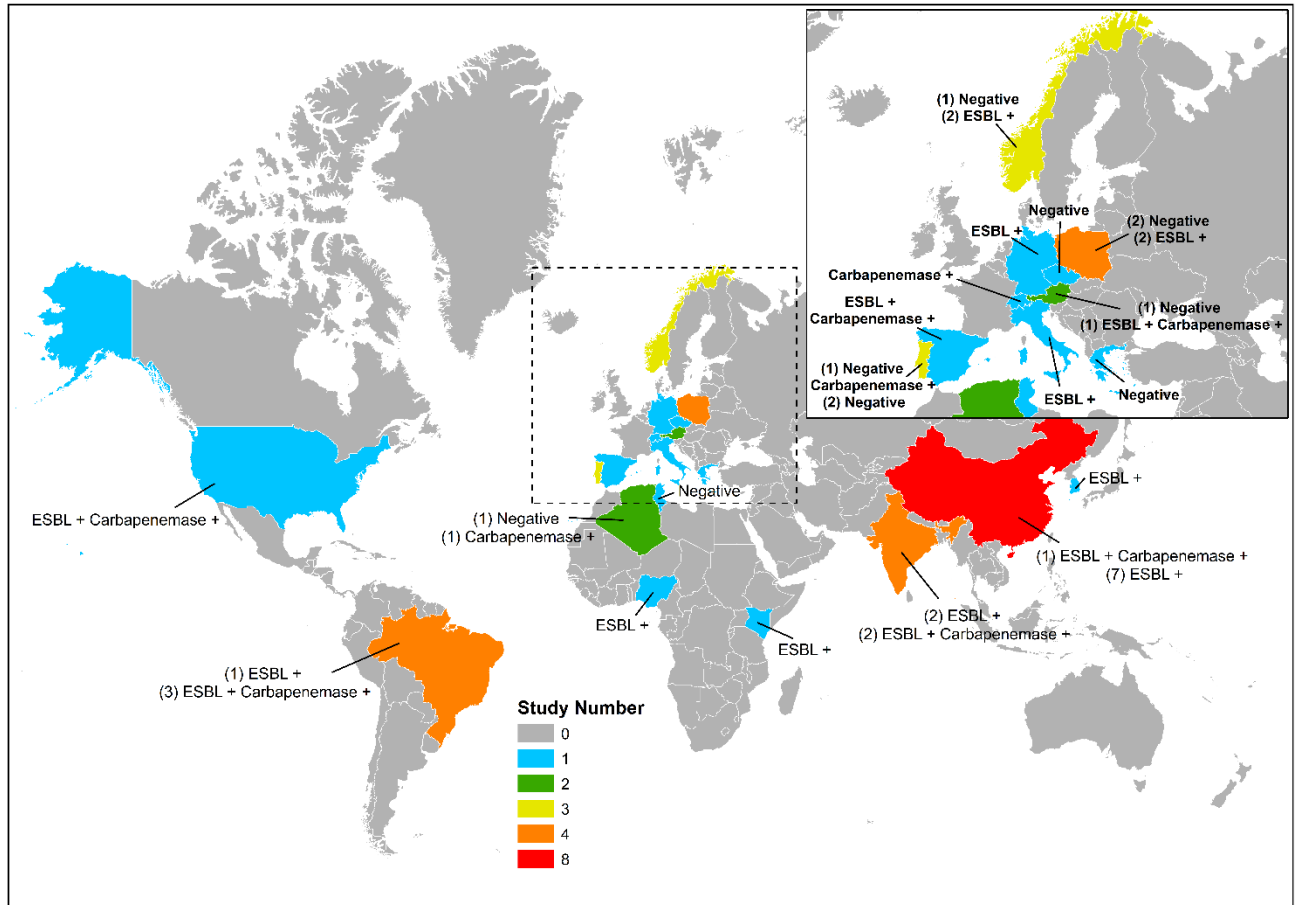 (1) Negative
(2) ESBL +
Negative
ESBL +
(2) Negative
(2) ESBL +
Carbapenemase +
ESBL +
Carbapenemase +
(1) Negative
(1) ESBL + Carbapenemase +
(1) Negative
Carbapenemase +
(2) Negative
ESBL +
Negative
ESBL + Carbapenemase +
Negative
(1) Negative
(1) Carbapenemase +
ESBL +
(1) ESBL + Carbapenemase +
(7) ESBL +
ESBL +
(2) ESBL +
(2) ESBL + Carbapenemase +
ESBL +
(1) ESBL +
(3) ESBL + Carbapenemase +
Study Number
0
1
2
3
4
8